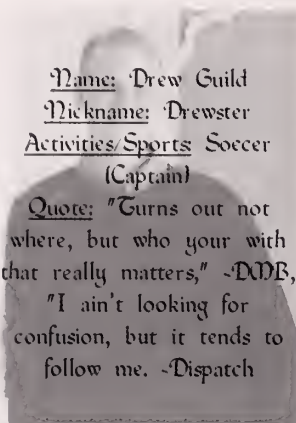 Name: Drew Guild
Nickname: Drewster
Activities/Sports: Soccer
(Captain)
Quote: "Turns out not
where, but who your with
that really matters," ~DMB,
"I ain't looking for
confusion, but it tends to
follow me. ~Dispatch